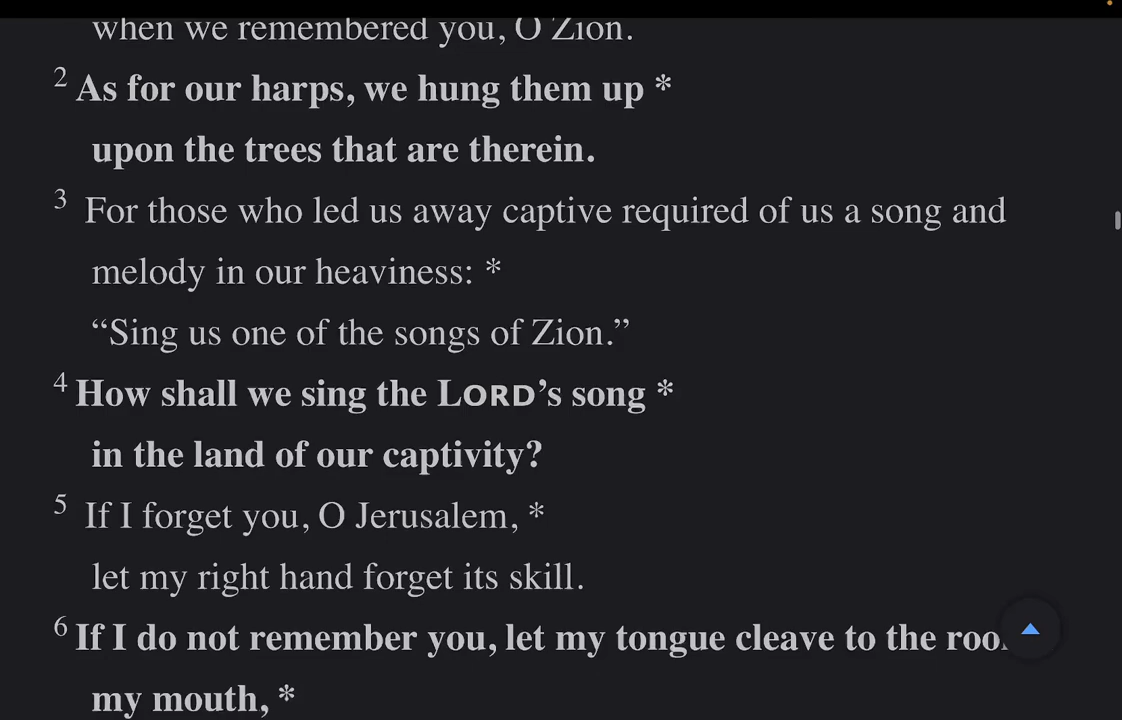 when we remembered you, O Zion.
2 As for our harps, we hung them up *
upon the trees that are therein.
3 For those who led us away captive required of us a song and
melody in our heaviness: *
“Sing us one of the songs of Zion.”
4 How shall we sing the LORD’s song *
in the land of our captivity?
5 If I forget you, O Jerusalem, *
let my right hand forget its skill.
6 If I do not remember you, let my tongue cleave to the
my mouth, *